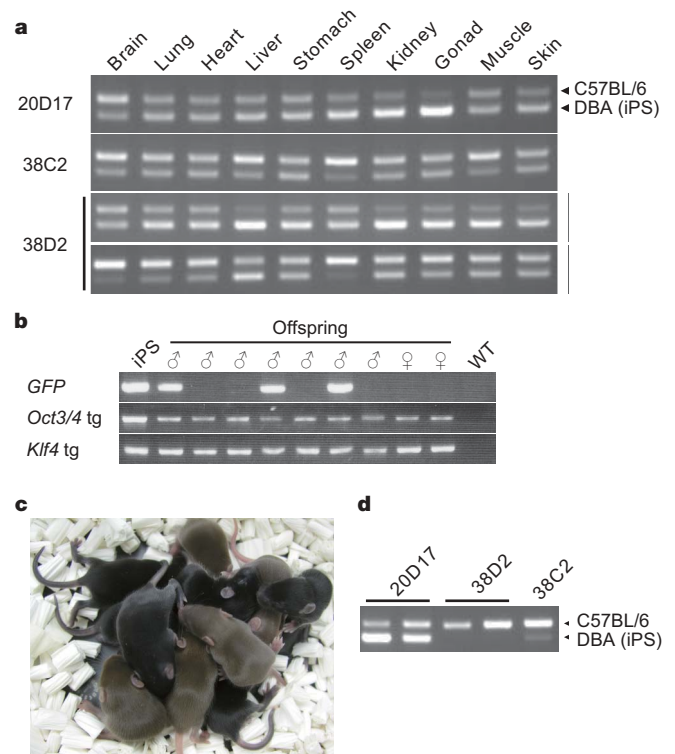 a
Brain Lung Heart Liver Stomach Spleen Kidney Gonad Muscle Skin
20D17
C57BL/6
DBA (iPS)
38C2
38D2
b
Offspring
iPS ♂ ♂ ♂ ♂ ♂ ♂ ♂ ♀ ♀ WT
GFP
Oct3/4 tg
Klf4 tg
c
d
20D17 38D2 38C2
C57BL/6
DBA (iPS)